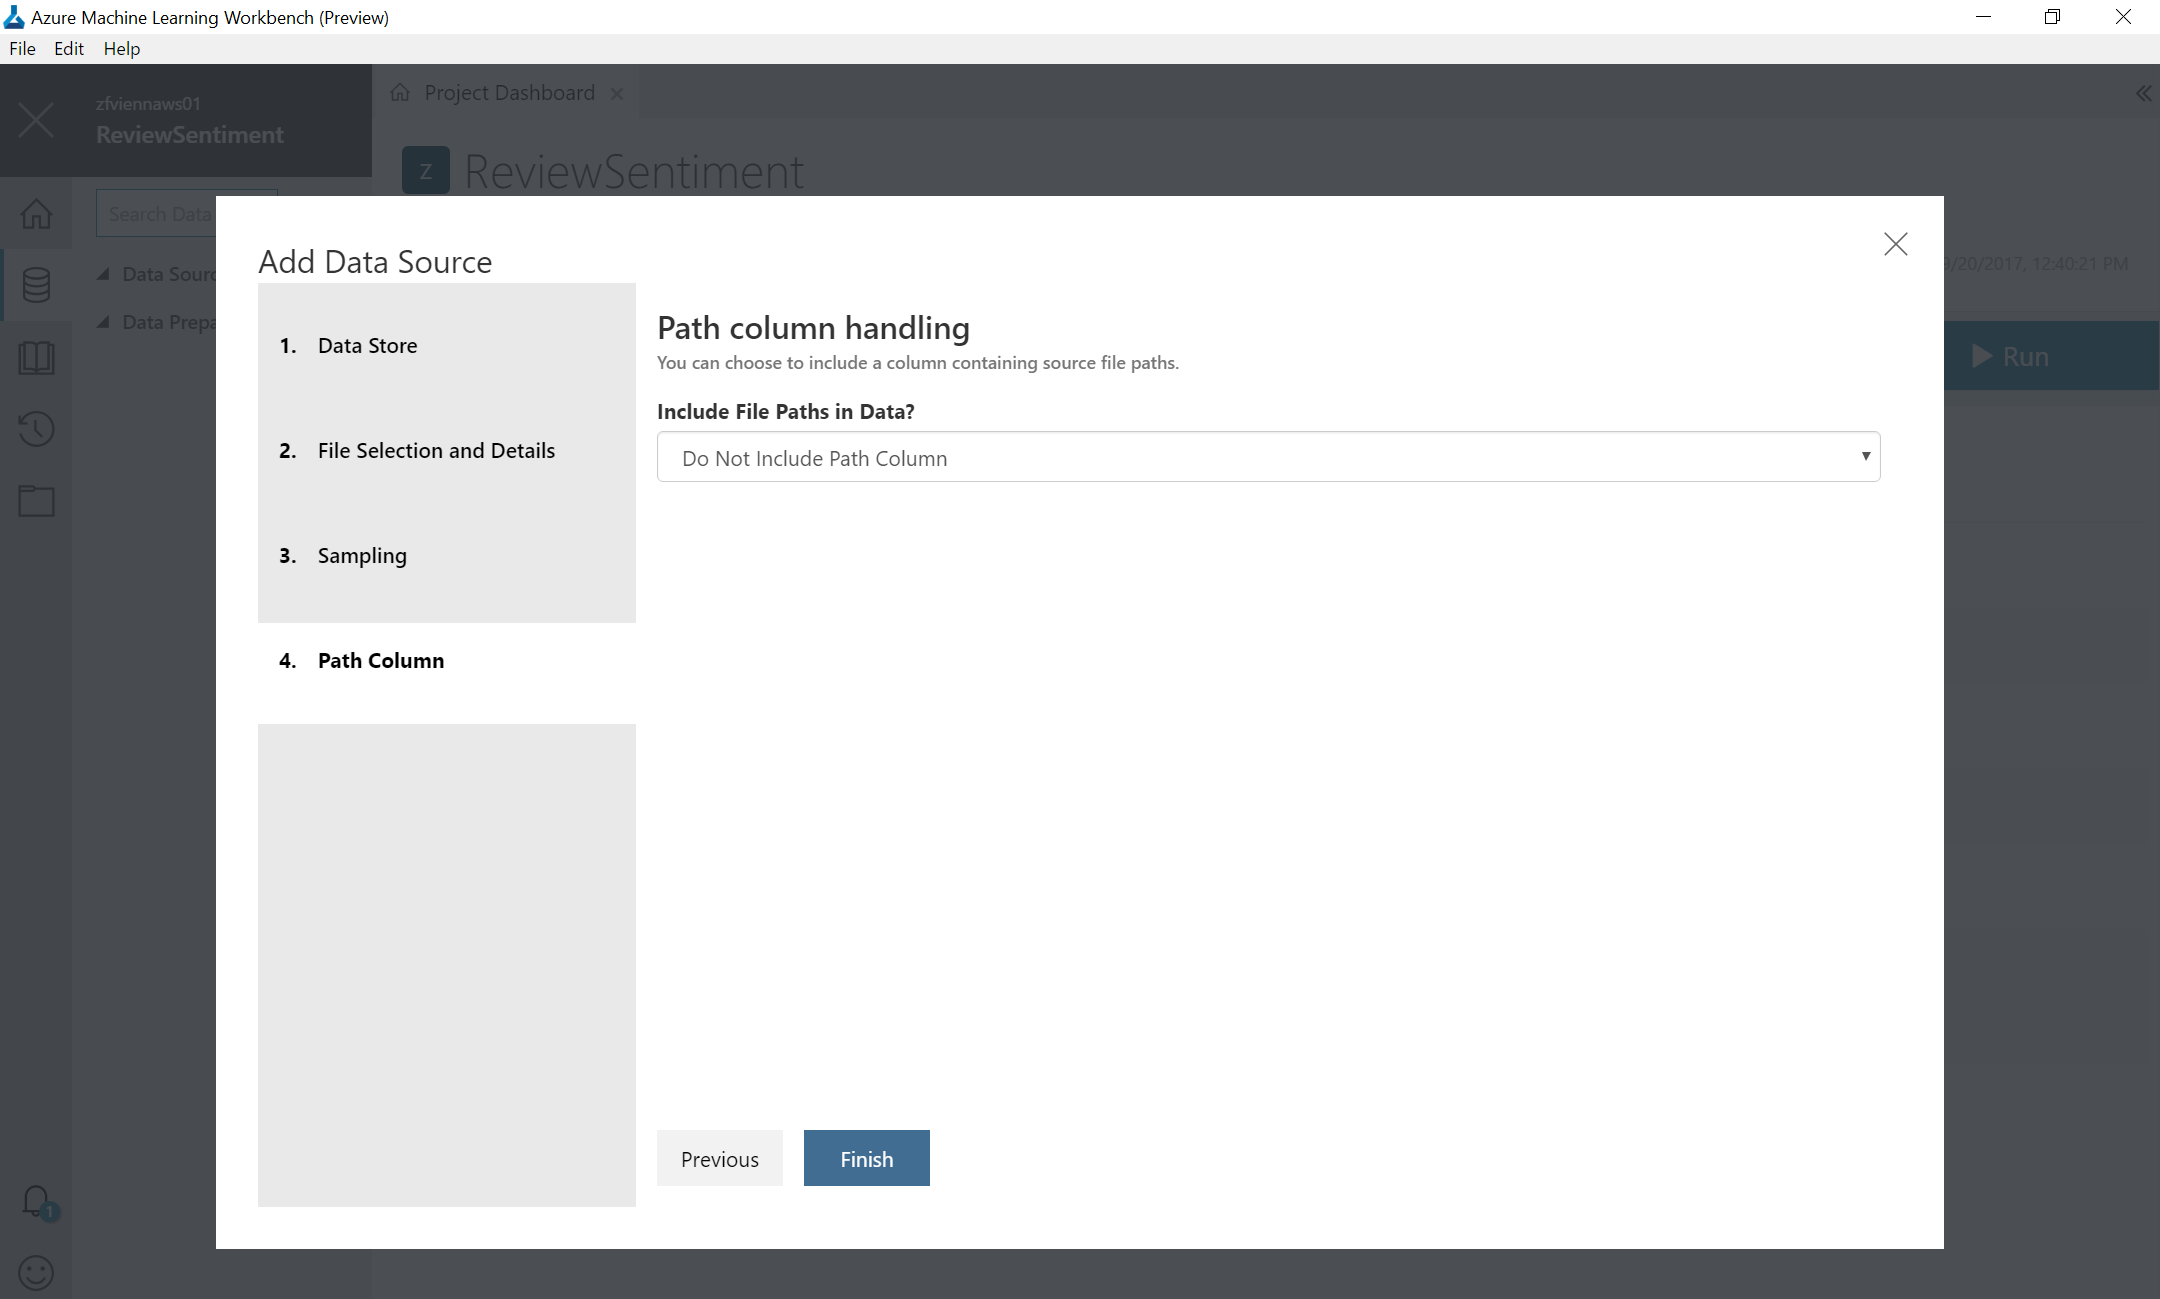 Azure Machine Learning Workbench (Preview)
File Edit Help
zfviennaws01
ReviewSentiment
Project Dashboard
Z ReviewSentiment
Search Data
Data Sourc
Data Prepa
9/20/2017, 12:40:21 PM
Run
Add Data Source
1. Data Store
2. File Selection and Details
3. Sampling
4. Path Column
Path column handling
You can choose to include a column containing source file paths.
Include File Paths in Data?
Do Not Include Path Column
Previous
Finish
1